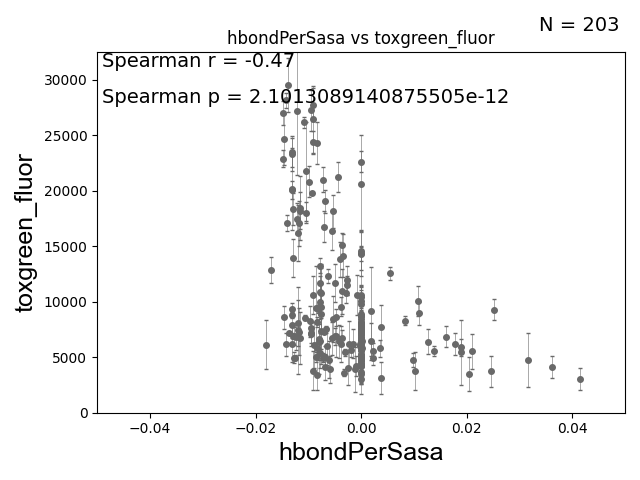 N = 203
hbondPerSasa vs toxgreen_fluor
Spearman r = -0.47
Spearman p = 2.1013089140875505e-12
30000
25000
20000
15000
10000
5000
0
toxgreen_fluor
−0.04 −0.02 0.00 0.02 0.04
hbondPerSasa